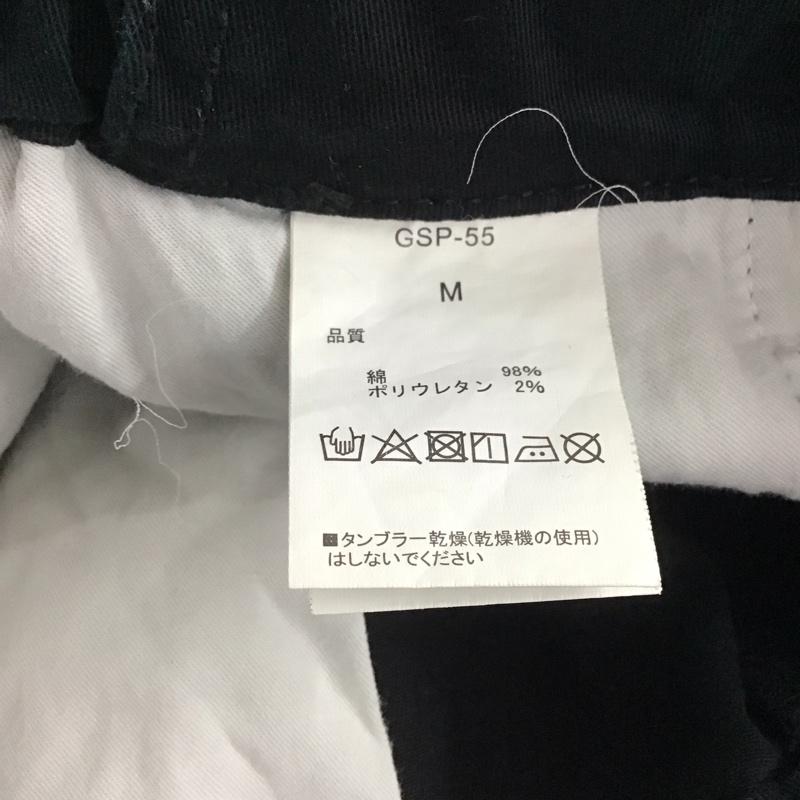 GSP-55
M
品質
綿 98%
ポリウレタン 2%
■タンブラー乾燥(乾燥機の使用)
はしないでください